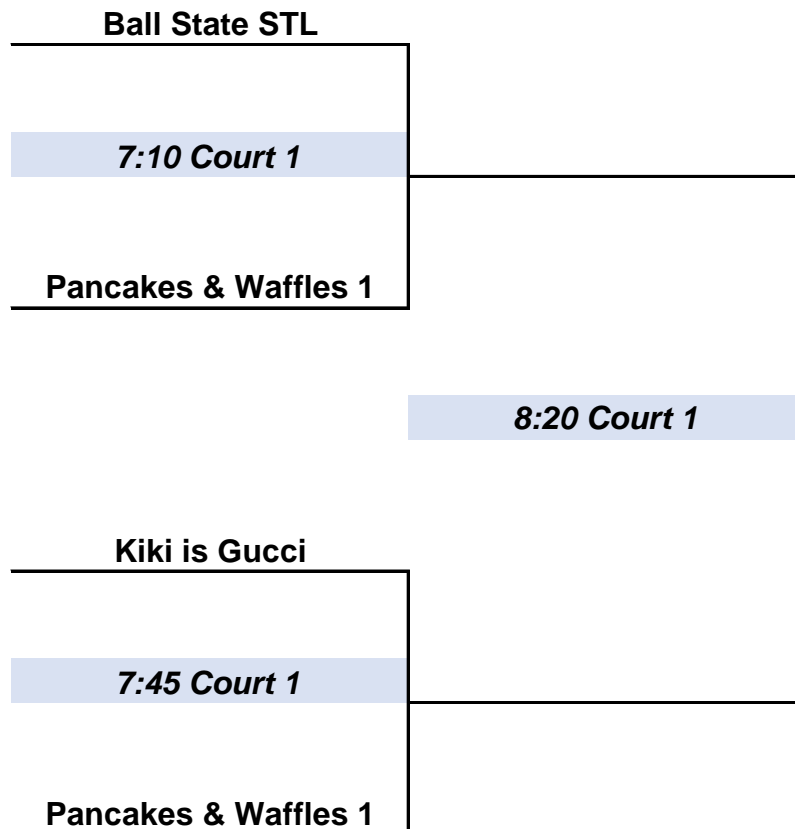 Ball State STL
7:10 Court 1
Pancakes & Waffles 1
8:20 Court 1
Kiki is Gucci
7:45 Court 1
Pancakes & Waffles 1